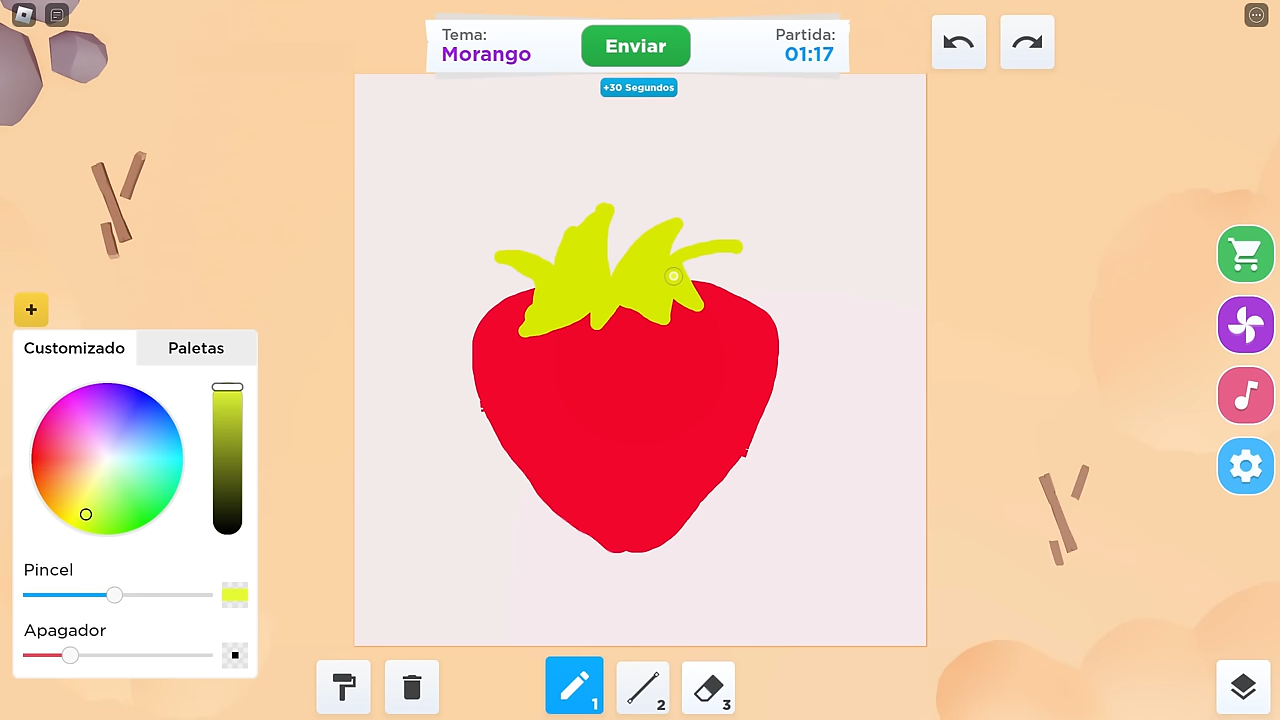 Tema:
Morango
Enviar
Partida:
01:17
+30 Segundos
+
Customizado
Paletas
Pincel
Apagador
1
2
3